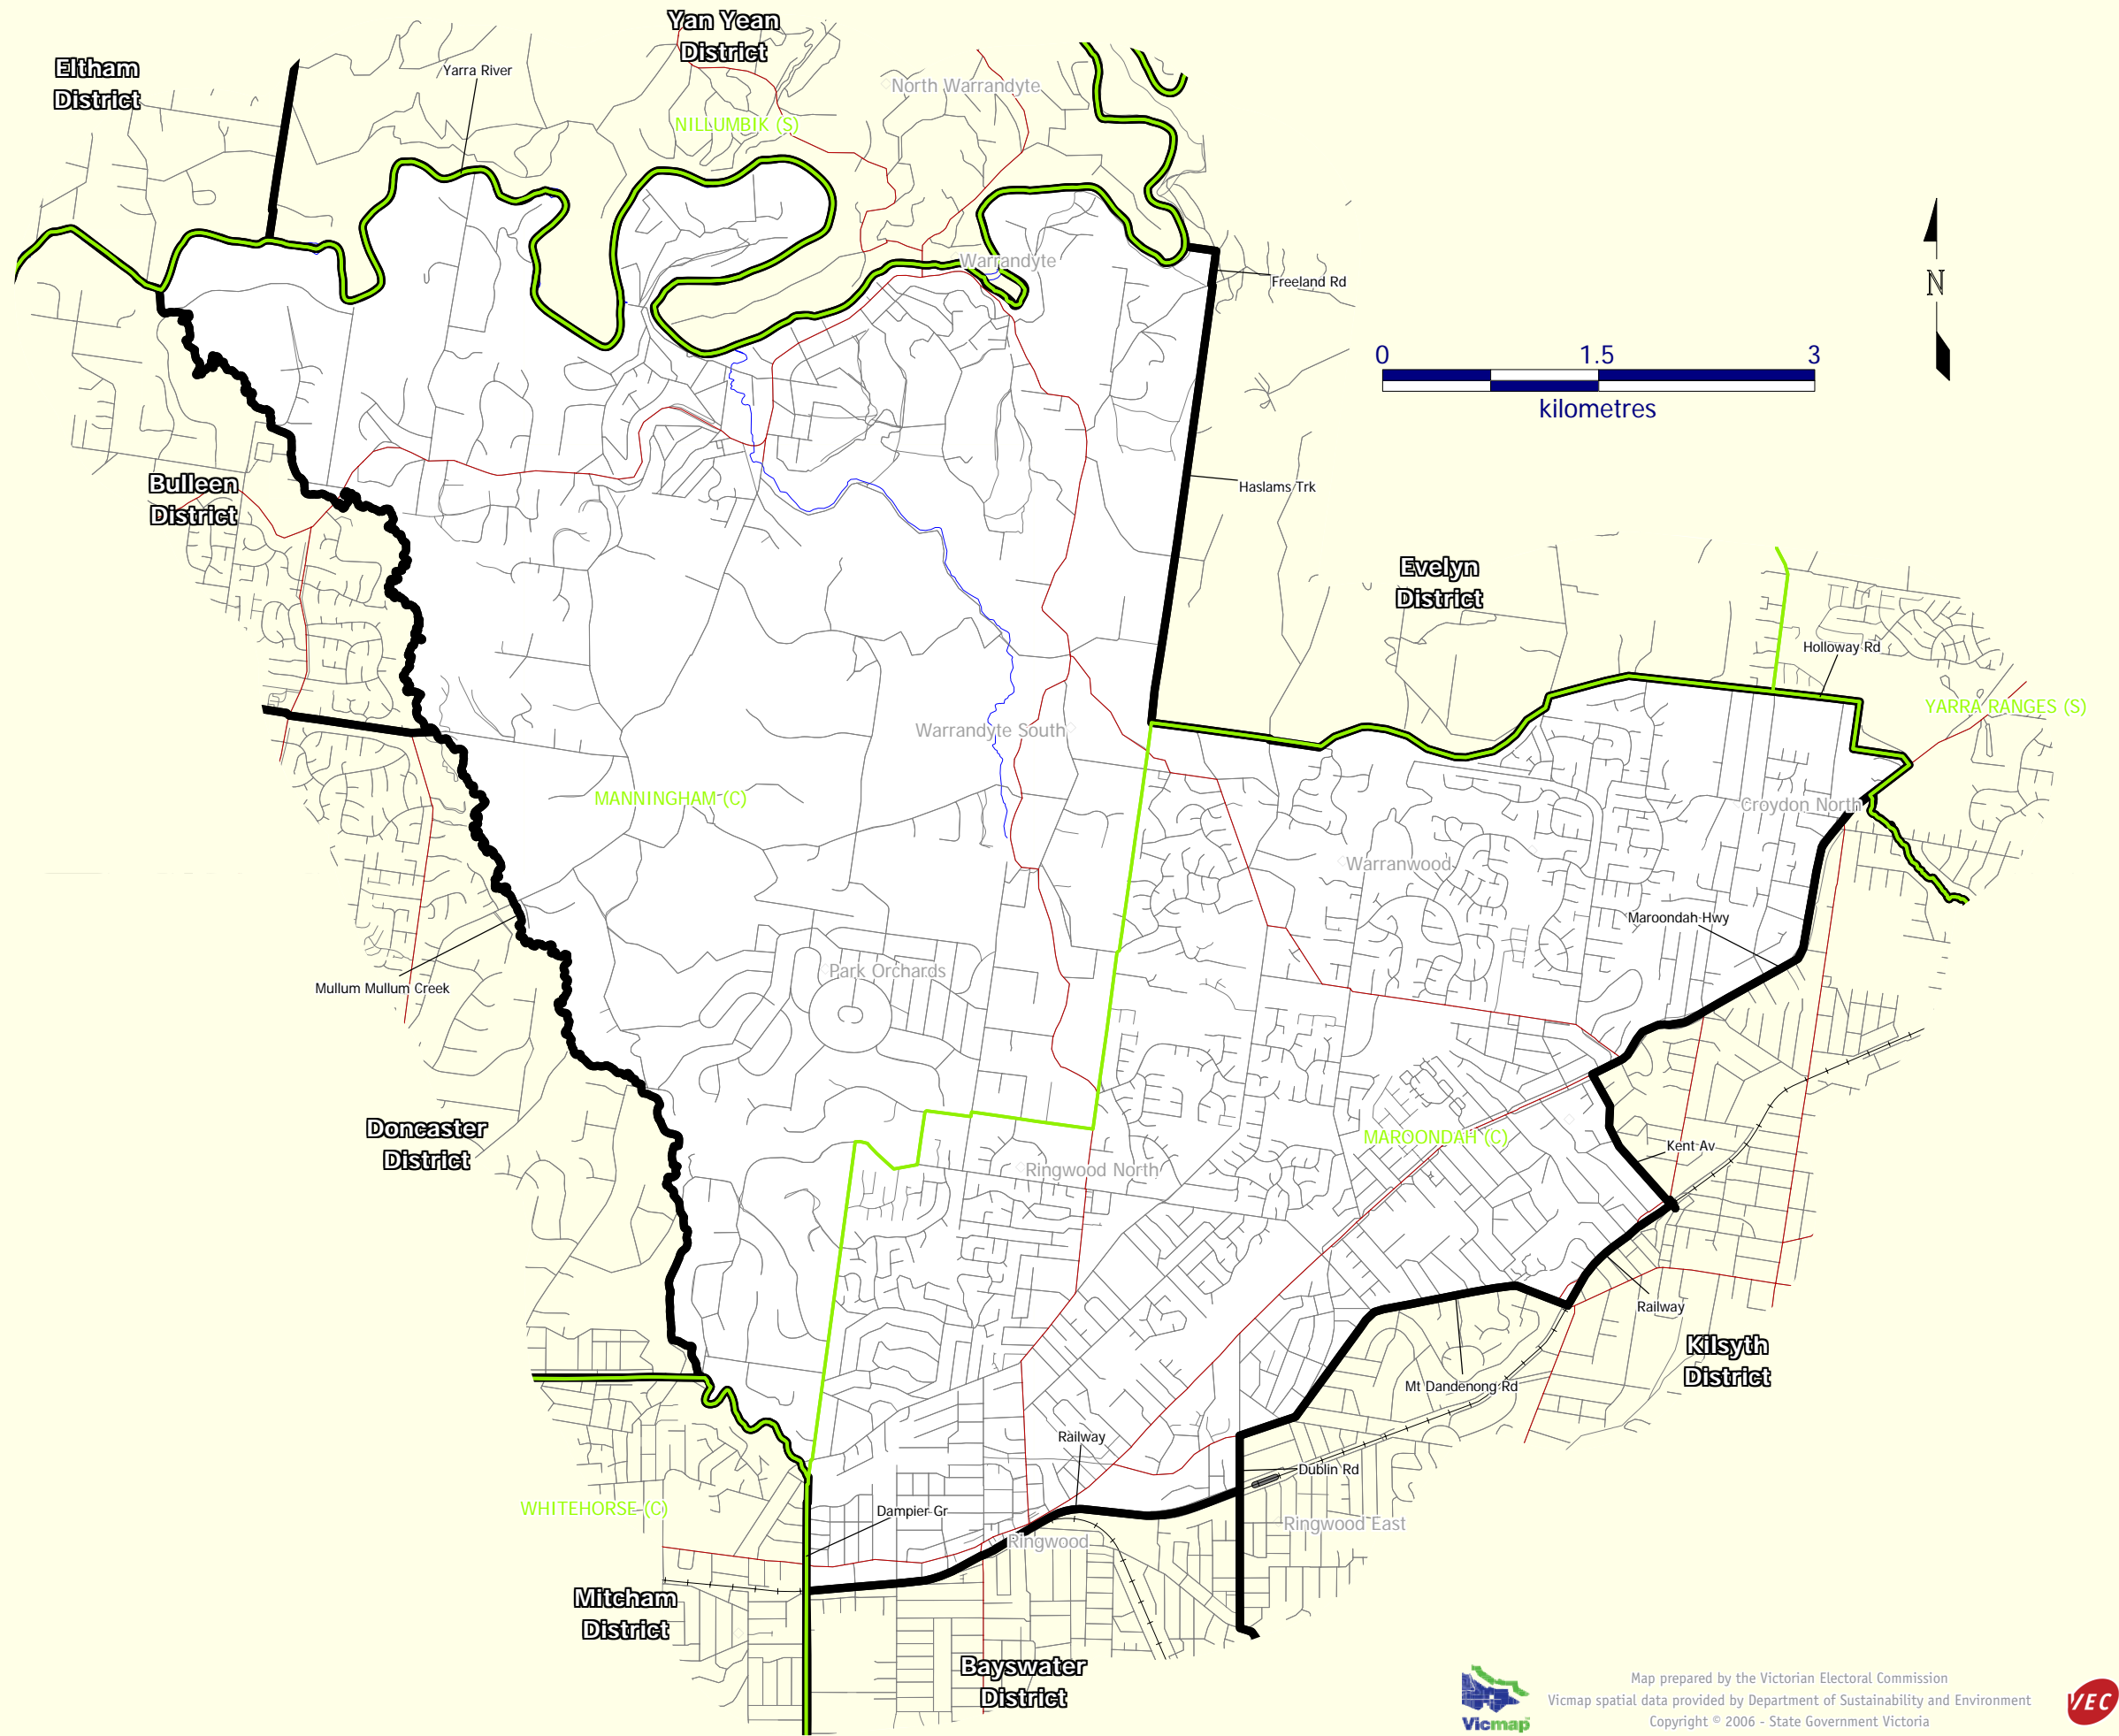 Yan Yean
District
Eltham
District
Yarra River
North Warrandyte
NILLUMBIK (S)
Warrandyte
Freeland Rd
N
0 1.5 3
kilometres
Bulleen
District
Haslams Trk
Evelyn
District
Holloway Rd
YARRA RANGES (S)
Warrandyte South
MANNINGHAM (C)
Croydon North
Warranwood
Maroondah Hwy
Park Orchards
Mullum Mullum Creek
Doncaster
District
MAROONDAH (C)
Kent Av
Ringwood North
Railway
Kilsyth
District
Mt Dandenong Rd
Railway
Dublin Rd
WHITEHORSE (C)
Dampier Gr
Ringwood East
Ringwood
Mitcham
District
Bayswater
District
Vicmap
Map prepared by the Victorian Electoral Commission
Vicmap spatial data provided by Department of Sustainability and Environment
Copyright © 2006 - State Government Victoria
VEC